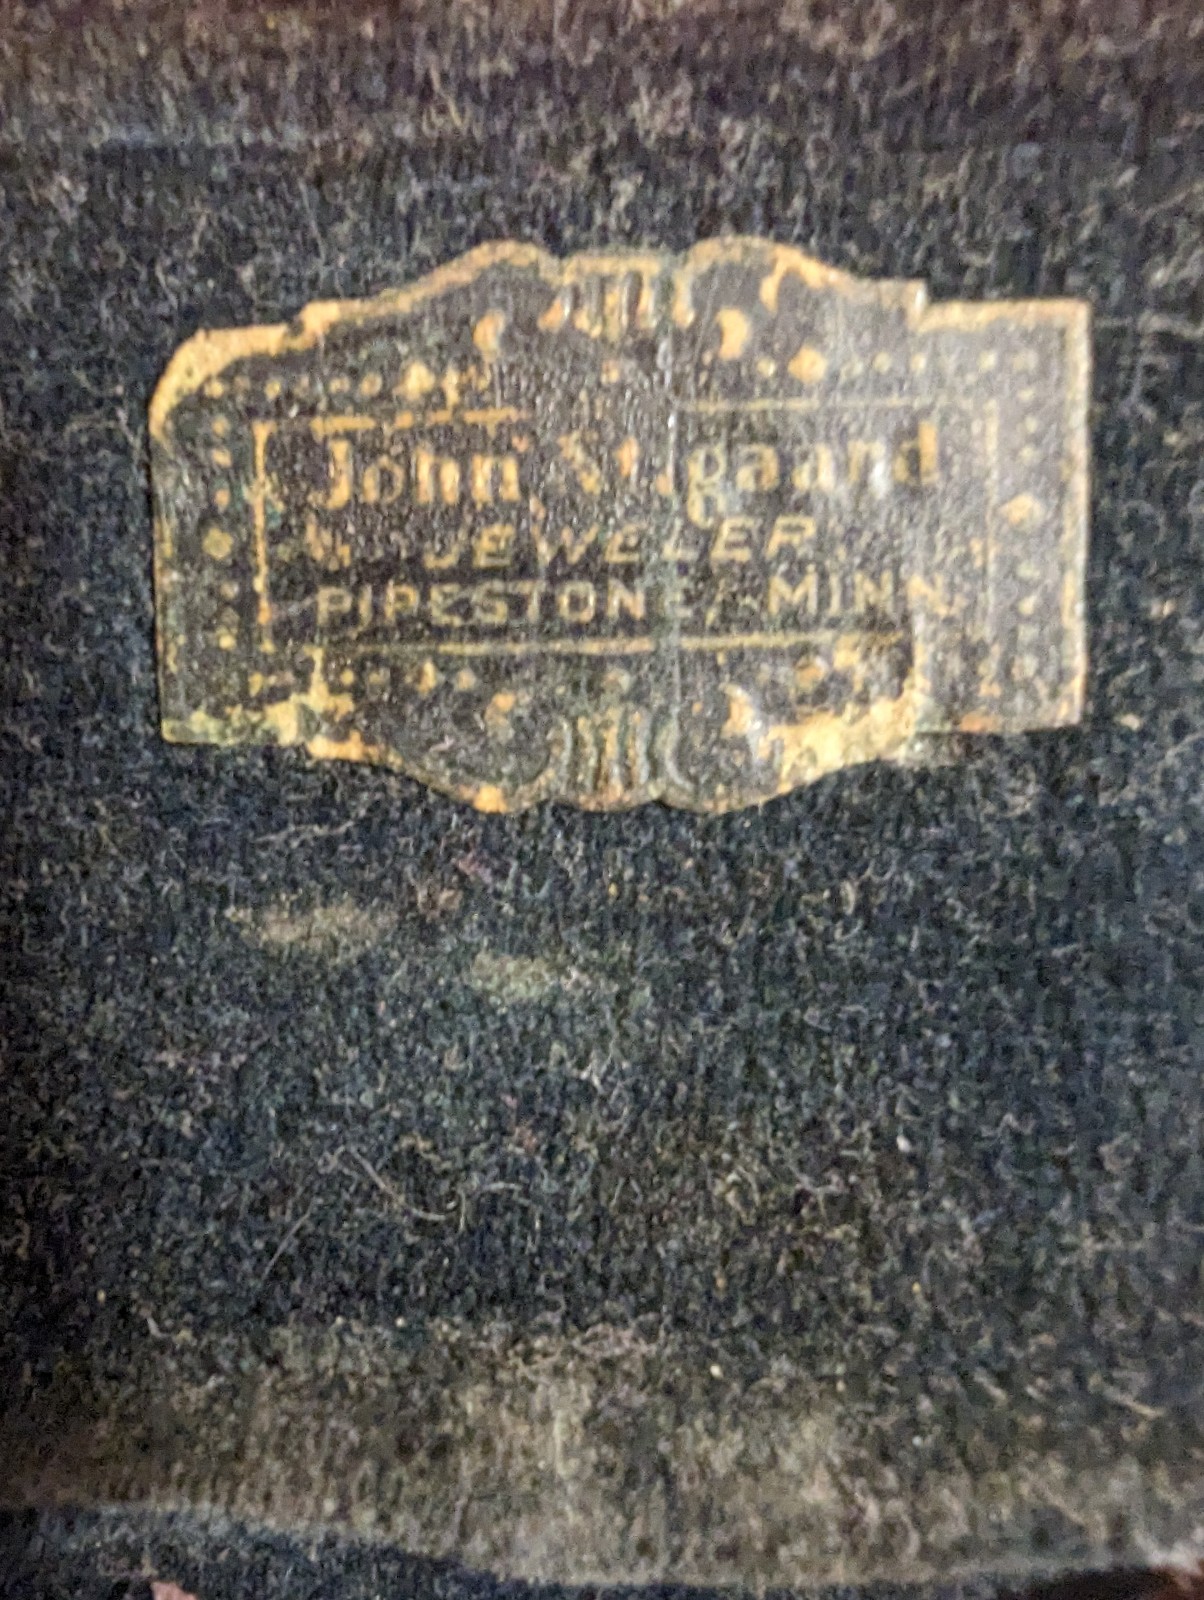 John
JEWELER
PIPESTONE, MINN.